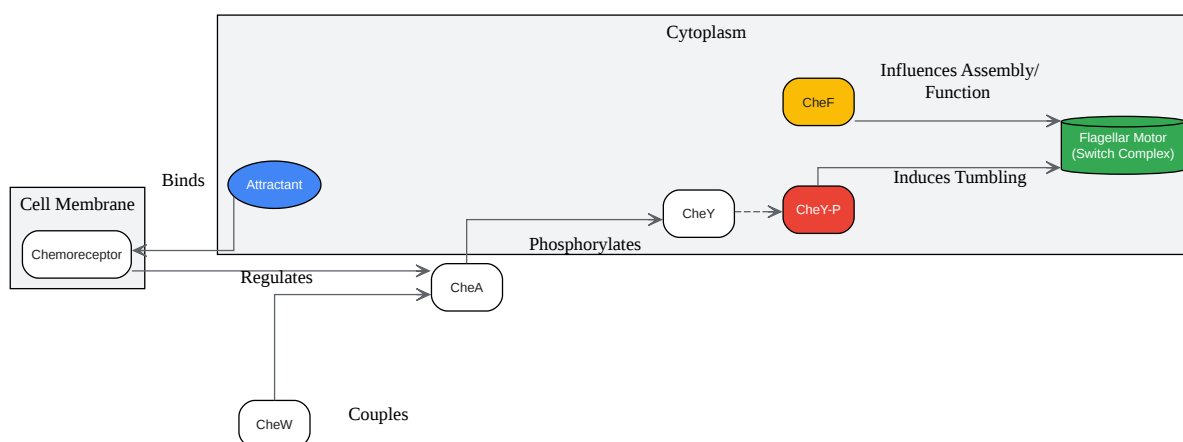 Cytoplasm
Influences Assembly/
Function
CheF
Flagellar Motor
(Switch Complex)
Binds
Attractant
Induces Tumbling
Cell Membrane
CheY
CheY-P
Chemoreceptor
Phosphorylates
Regulates
CheA
CheW
Couples